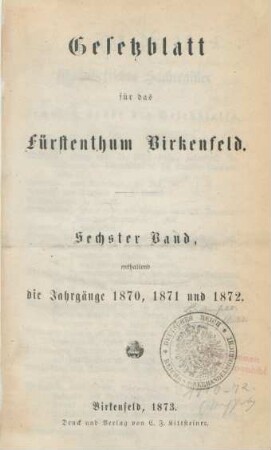 Gesetzblatt
für das
Fürstenthum Birkenfeld.
Sechster Band,
enthaltend
die Jahrgänge 1870, 1871 und 1872.
Birkenfeld, 1873.
Druck und Verlag von C. F. Kittsteiner.